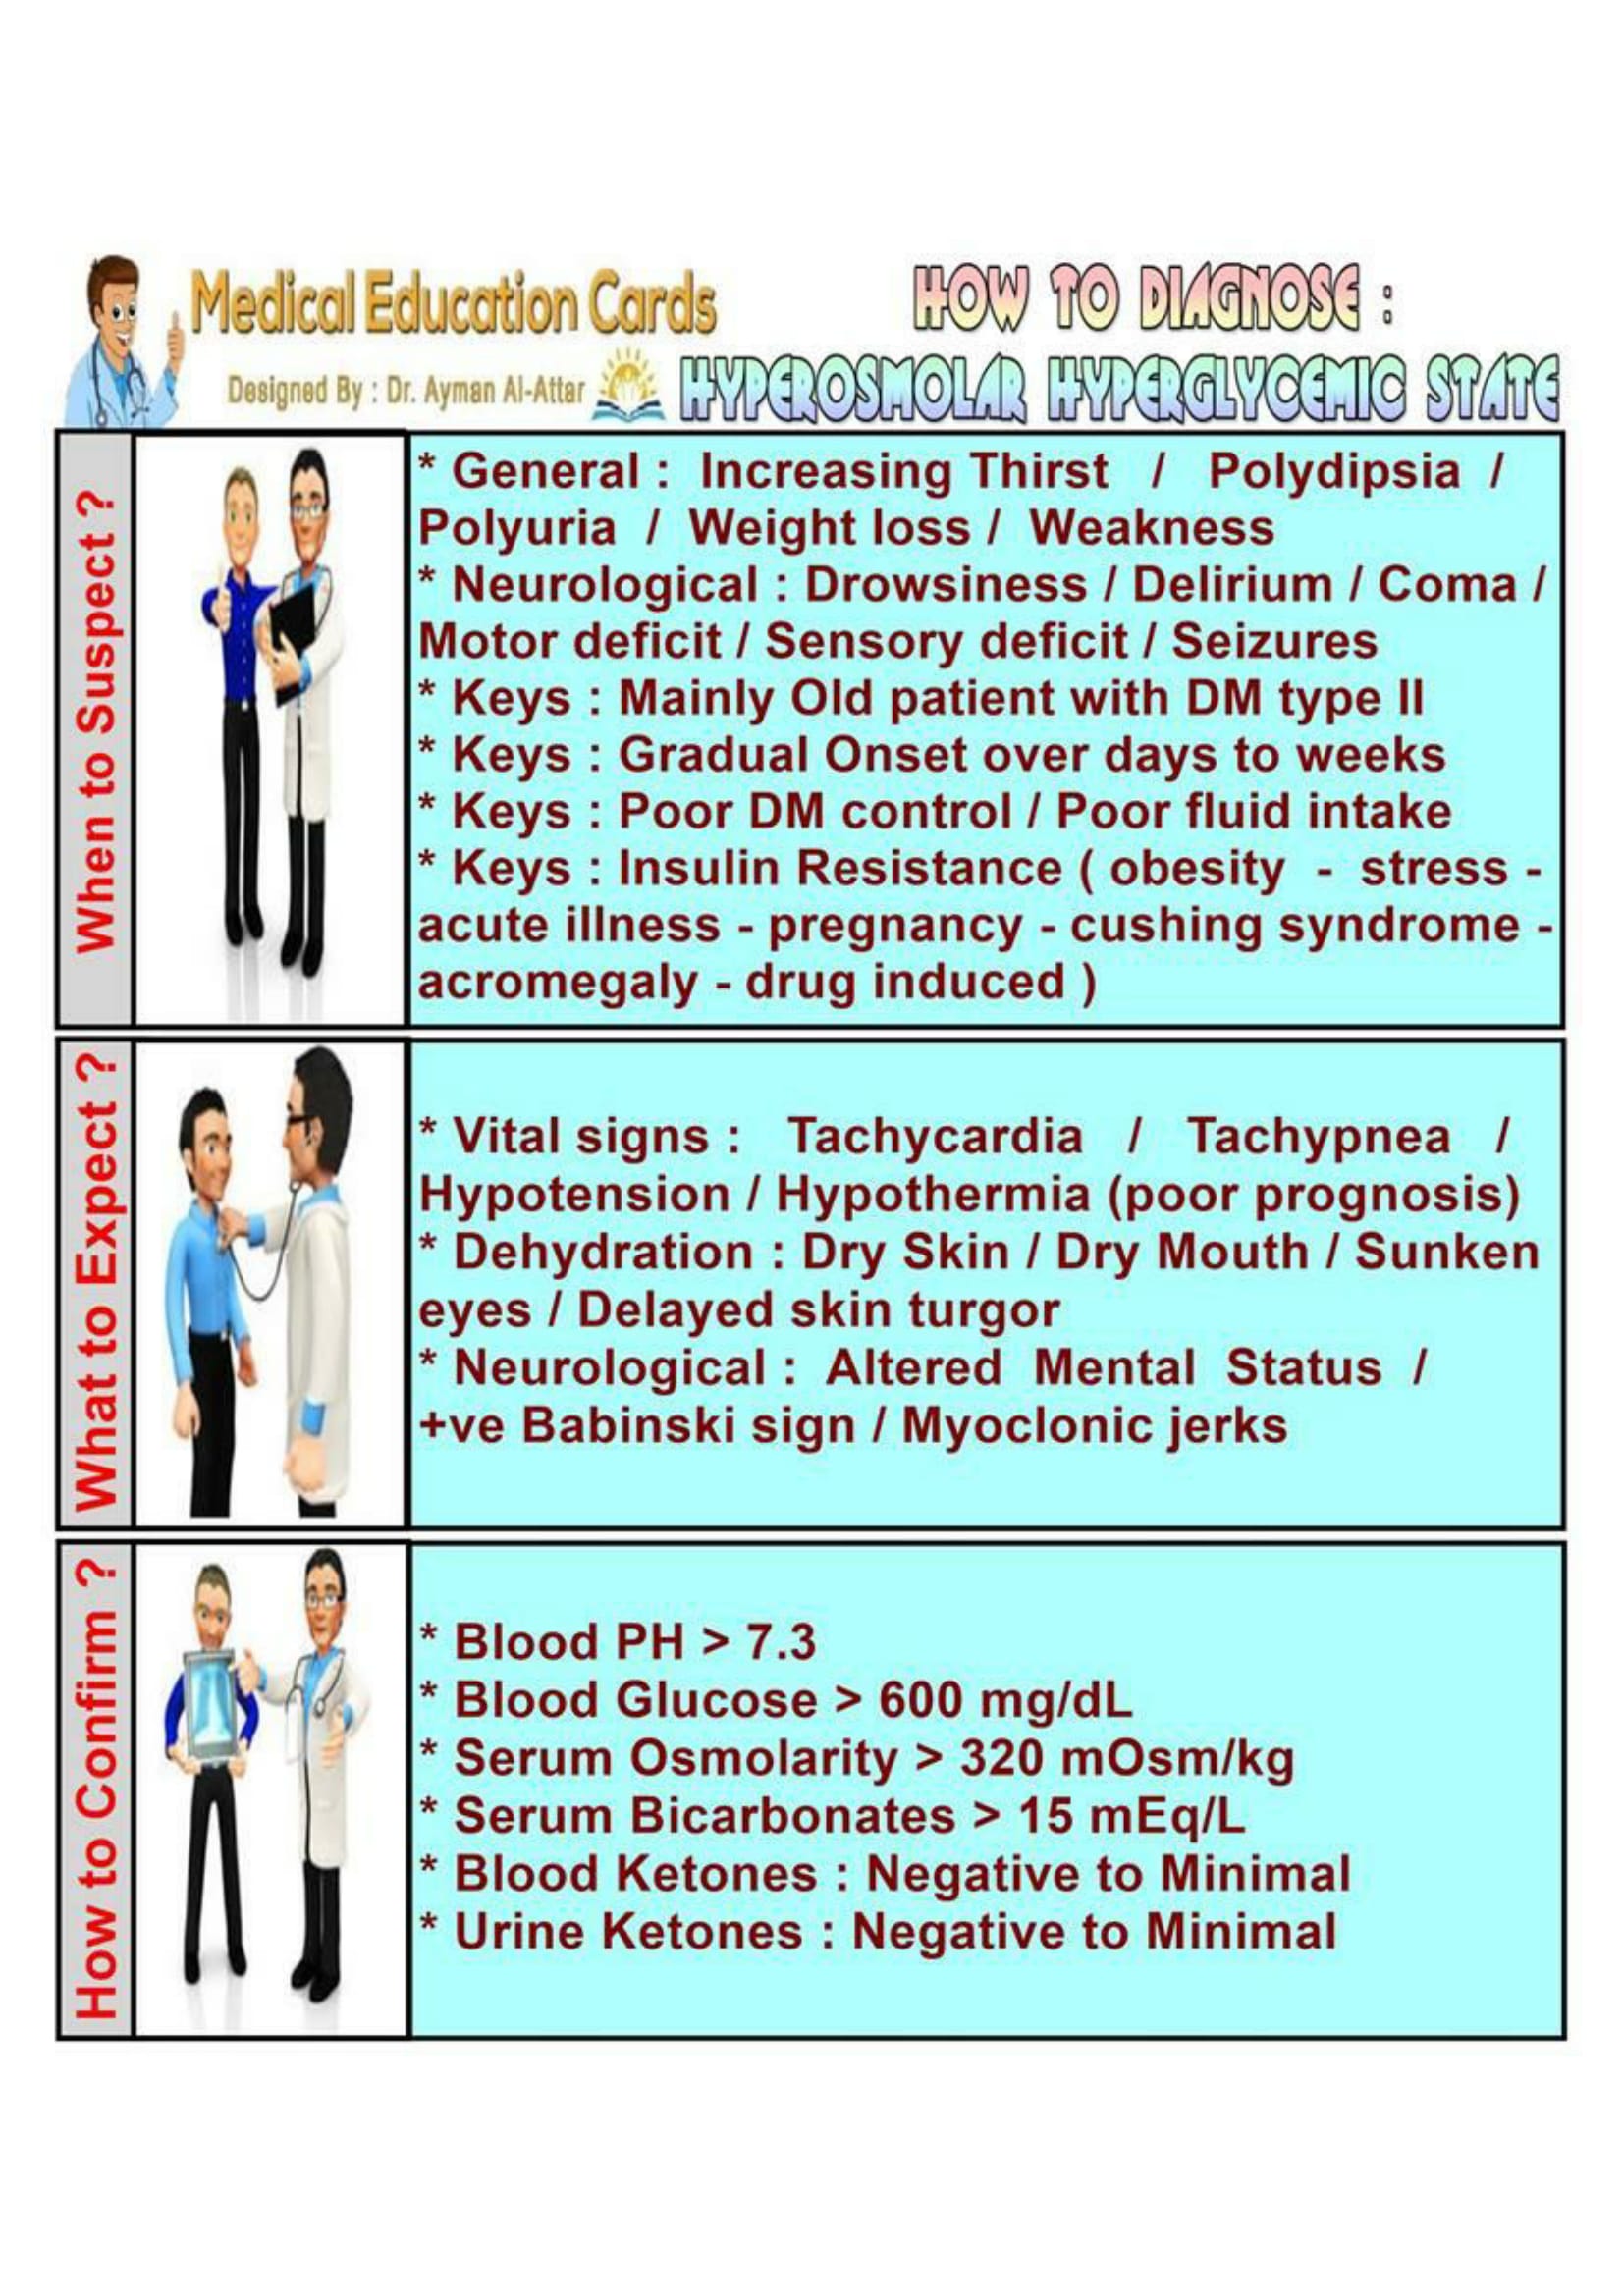 Medical Education Cards
Designed By : Dr. Ayman Al-Attar
HOW TO DIAGNOSE :
HYPEROSMOLAR HYPERGLYCEMIC STATE
When to Suspect ?
* General : Increasing Thirst / Polydipsia /
Polyuria / Weight loss / Weakness
* Neurological : Drowsiness / Delirium / Coma /
Motor deficit / Sensory deficit / Seizures
* Keys : Mainly Old patient with DM type II
* Keys : Gradual Onset over days to weeks
* Keys : Poor DM control / Poor fluid intake
* Keys : Insulin Resistance ( obesity - stress -
acute illness - pregnancy - cushing syndrome -
acromegaly - drug induced )
What to Expect ?
* Vital signs : Tachycardia / Tachypnea /
Hypotension / Hypothermia (poor prognosis)
* Dehydration : Dry Skin / Dry Mouth / Sunken
eyes / Delayed skin turgor
* Neurological : Altered Mental Status /
+ve Babinski sign / Myoclonic jerks
How to Confirm ?
* Blood PH > 7.3
* Blood Glucose > 600 mg/dL
* Serum Osmolarity > 320 mOsm/kg
* Serum Bicarbonates > 15 mEq/L
* Blood Ketones : Negative to Minimal
* Urine Ketones : Negative to Minimal